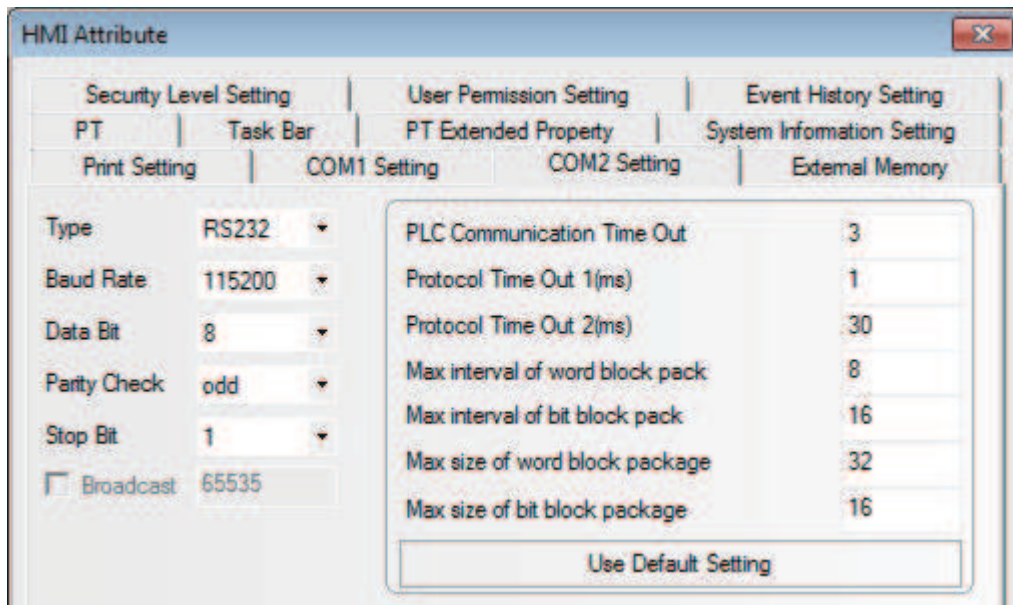 HMI Attribute
Security Level Setting User Permission Setting Event History Setting
PT Task Bar PT Extended Property System Information Setting
Print Setting COM1 Setting COM2 Setting External Memory
Type RS232
Baud Rate 115200
Data Bit 8
Parity Check odd
Stop Bit 1
Broadcast 65535
PLC Communication Time Out 3
Protocol Time Out 1(ms) 1
Protocol Time Out 2(ms) 30
Max interval of word block pack 8
Max interval of bit block pack 16
Max size of word block package 32
Max size of bit block package 16
Use Default Setting